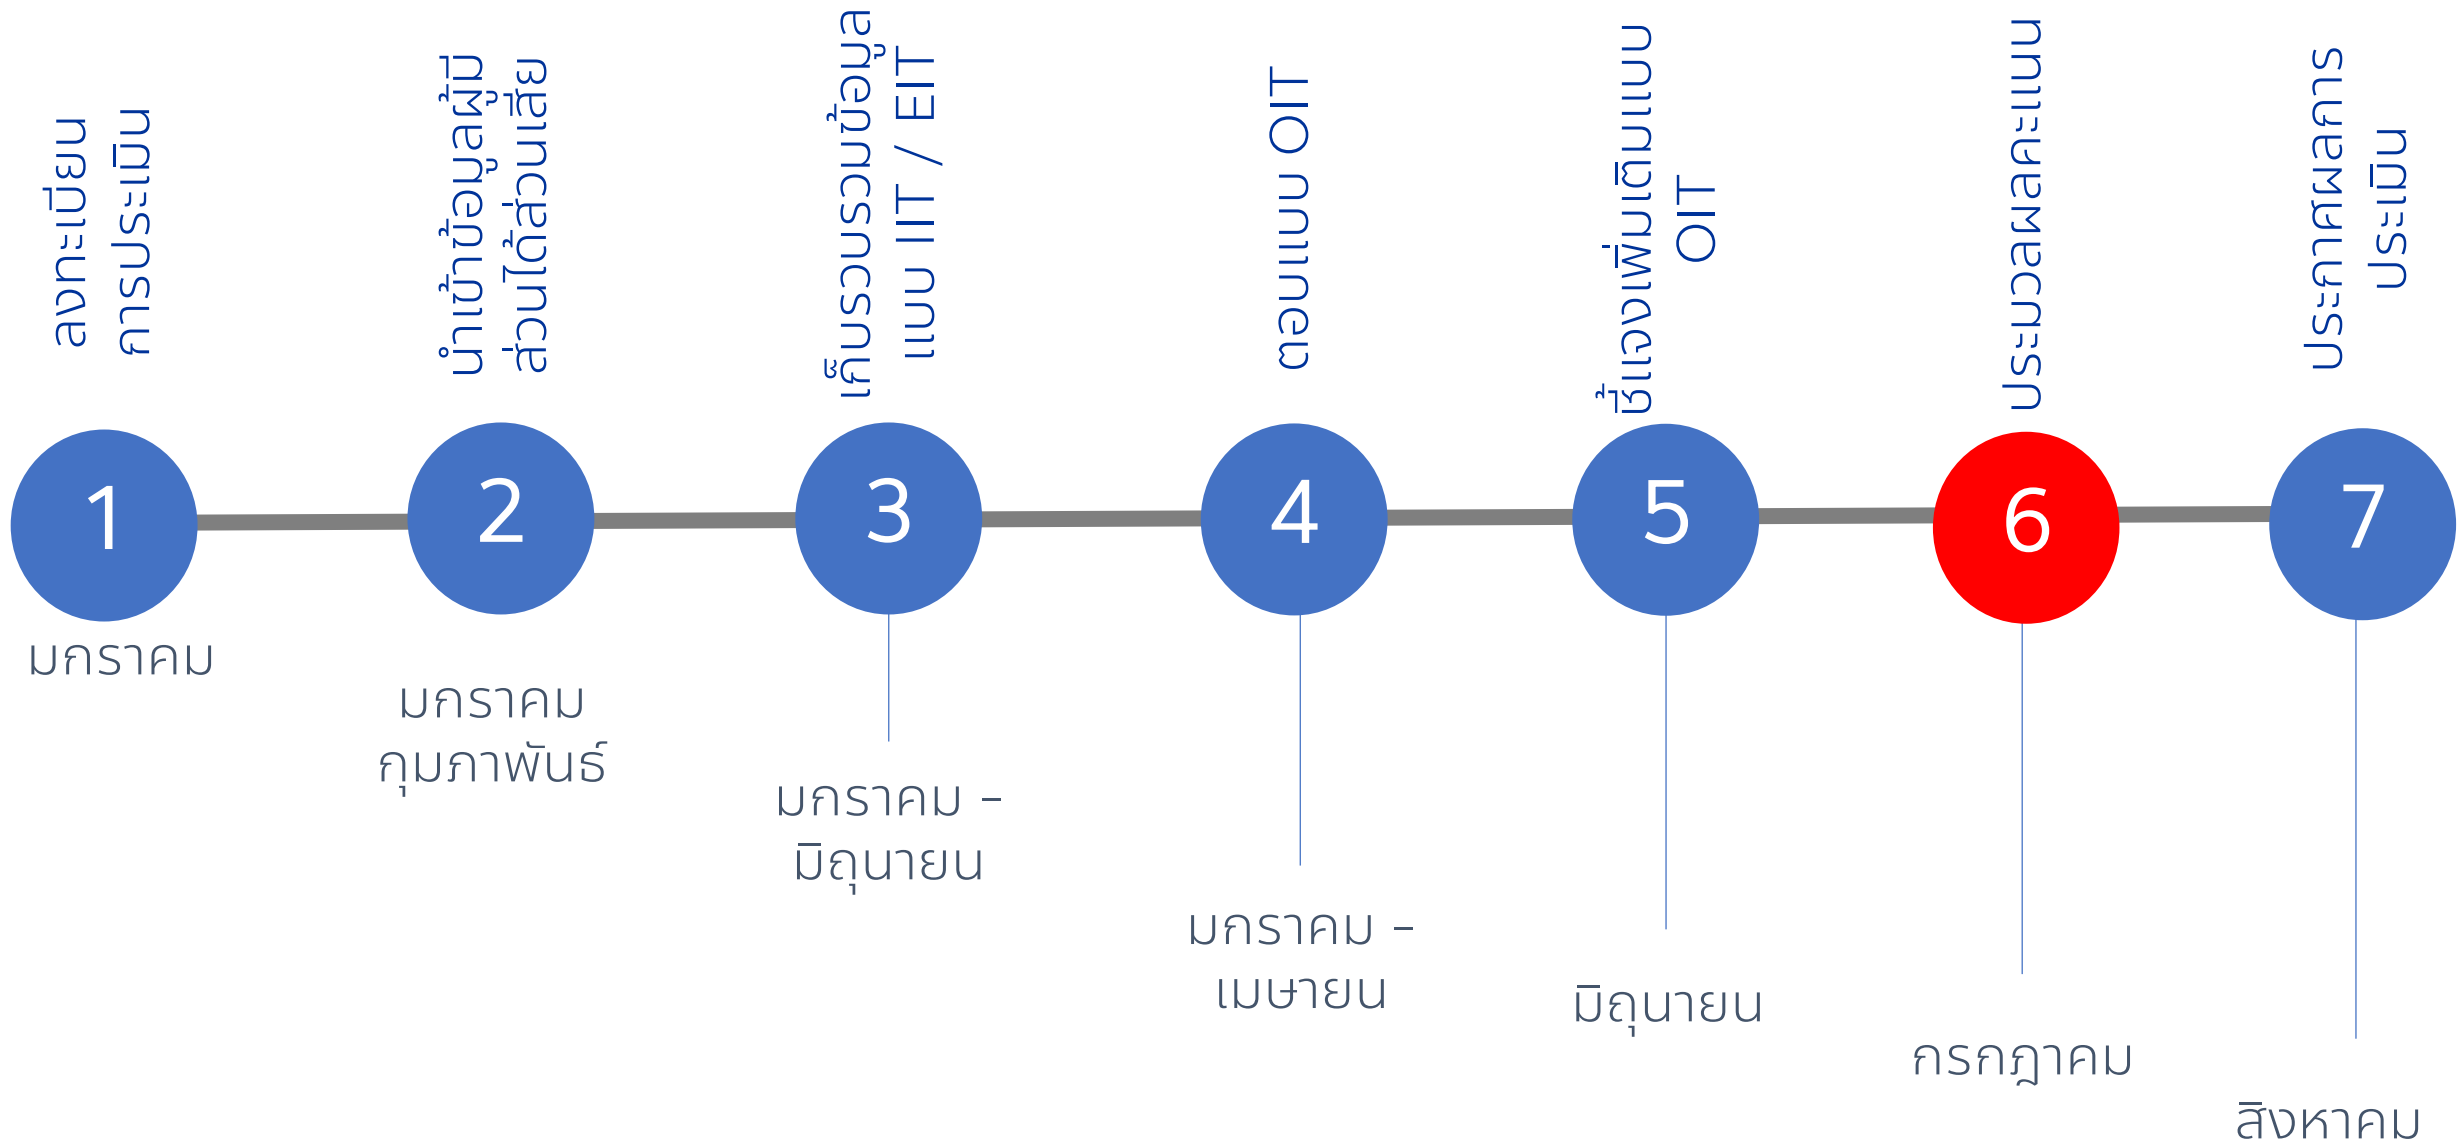 ลงทะเบียน
การประเมิน
นำเข้าข้อมูลผู้มี
ส่วนได้ส่วนเสีย
เก็บรวบรวมข้อมูล
แบบ IIT / EIT
ตอบแบบ OIT
ชี้แจงเพิ่มเติมแบบ
OIT
ประมวลผลคะแนน
ประกาศผลการ
ประเมิน
1
2
3
4
5
6
7
มกราคม
มกราคม
กุมภาพันธ์
มกราคม -
มิถุนายน
มกราคม -
เมษายน
มิถุนายน
กรกฎาคม
สิงหาคม